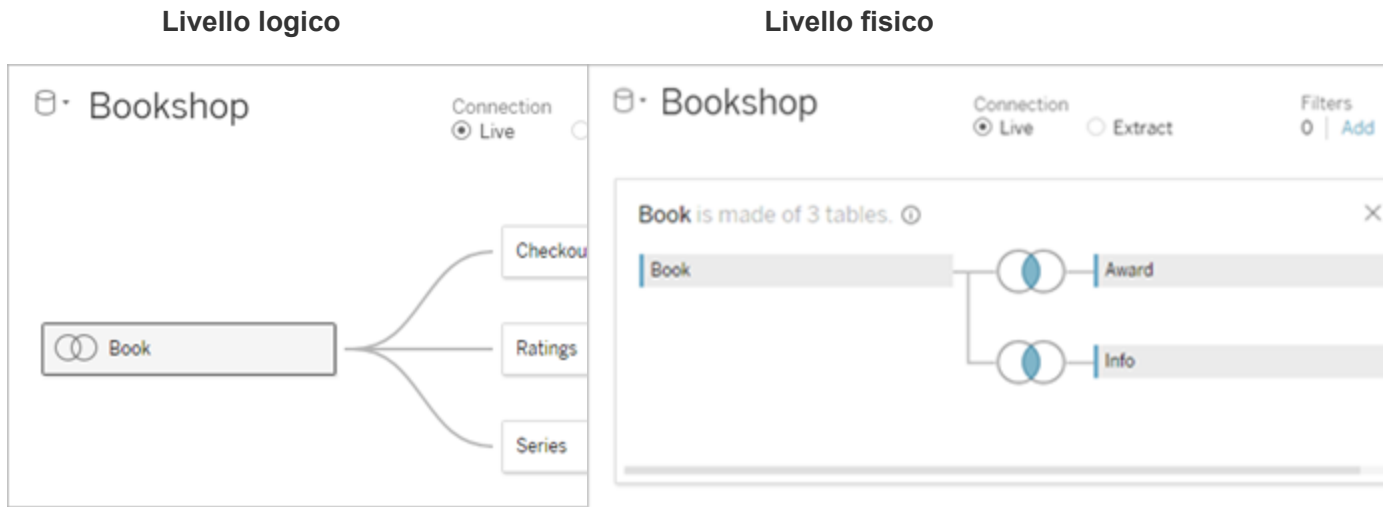 Livello logico
Livello fisico
Bookshop
Connection
Live
Book
Checkou
Ratings
Series
Bookshop
Connection
Live Extract
Filters
0 Add
Book is made of 3 tables.
Book
Award
Info